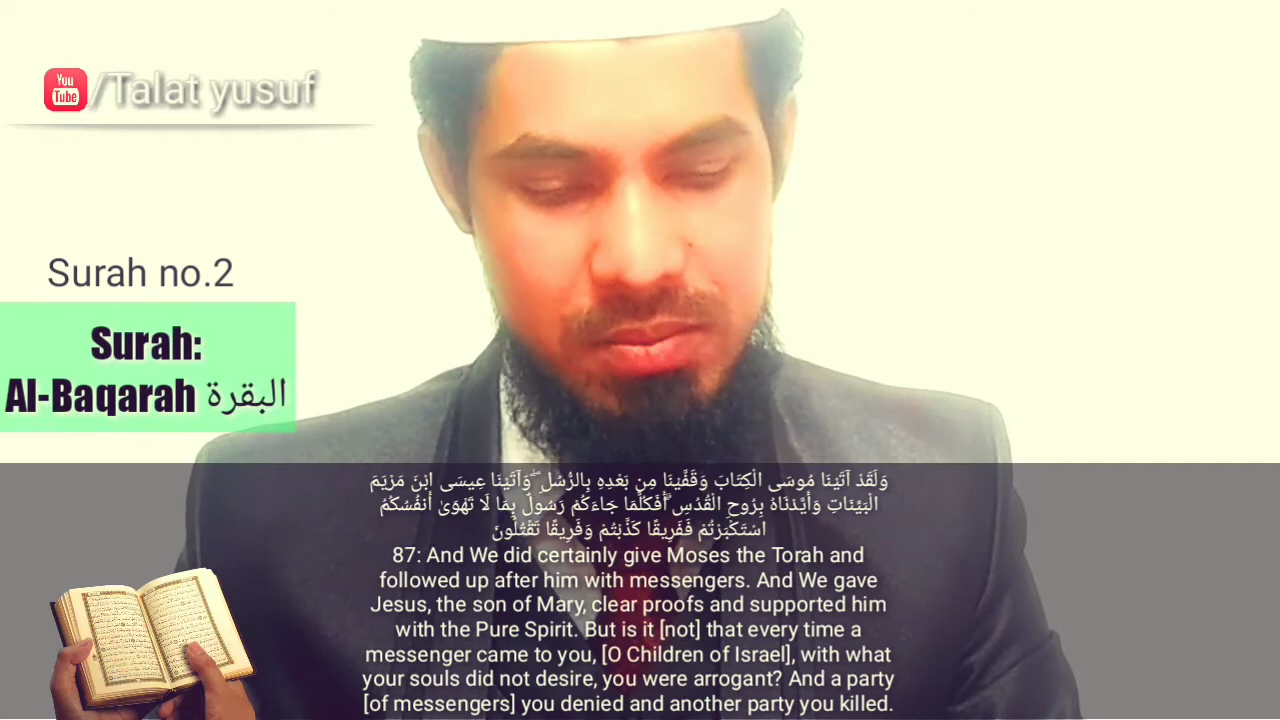 You
Tube
/Talat yusuf
Surah no.2
Surah:
Al-Baqarah البقرة
وَلَقَدْ آتَيْنَا مُوسَى الْكِتَابَ وَقَفَّيْنَا مِن بَعْدِهِ بِالرُّسُلِ ۖ وَآتَيْنَا عِيسَى ابْنَ مَرْيَمَ
الْبَيِّنَاتِ وَأَيَّدْنَاهُ بِرُوحِ الْقُدُسِ ۗ أَفَكُلَّمَا جَاءَكُمْ رَسُولٌ بِمَا لَا تَهْوَىٰ أَنفُسُكُمُ
اسْتَكْبَرْتُمْ فَفَرِيقًا كَذَّبْتُمْ وَفَرِيقًا تَقْتُلُونَ
87: And We did certainly give Moses the Torah and
followed up after him with messengers. And We gave
Jesus, the son of Mary, clear proofs and supported him
with the Pure Spirit. But is it [not] that every time a
messenger came to you, [O Children of Israel], with what
your souls did not desire, you were arrogant? And a party
[of messengers] you denied and another party you killed.